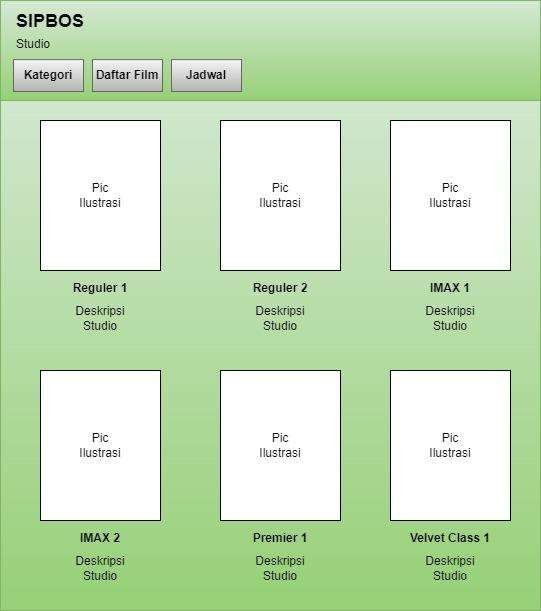 SIPBOS
Studio
Kategori Daftar Film Jadwal
Pic Pic Pic
Ilustrasi Ilustrasi Ilustrasi
Reguler 1 Reguler 2 IMAX 1
Deskripsi Deskripsi Deskripsi
Studio Studio Studio
Pic Pic Pic
Ilustrasi Ilustrasi Ilustrasi
IMAX 2 Premier 1 Velvet Class 1
Deskripsi Deskripsi Deskripsi
Studio Studio Studio